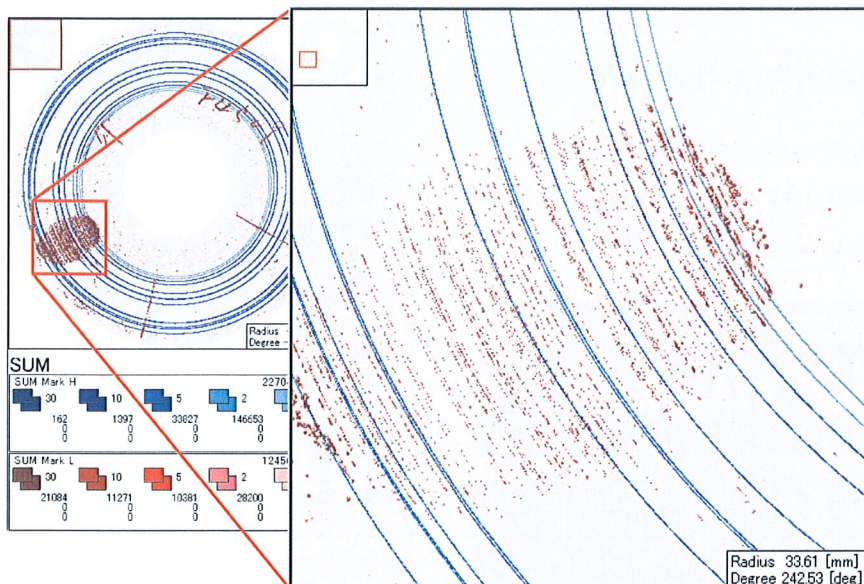 Radius -
Degree -
SUM
SUM Mark H 2270
30 10 5 2
162 1397 33827 146653
0 0 0 0
0 0 0 0
SUM Mark L 1245
30 10 5 2
21084 11271 10381 28200
0 0 0 0
0 0 0 0
Radius 33.61 [mm]
Degree 242.53 [deg]